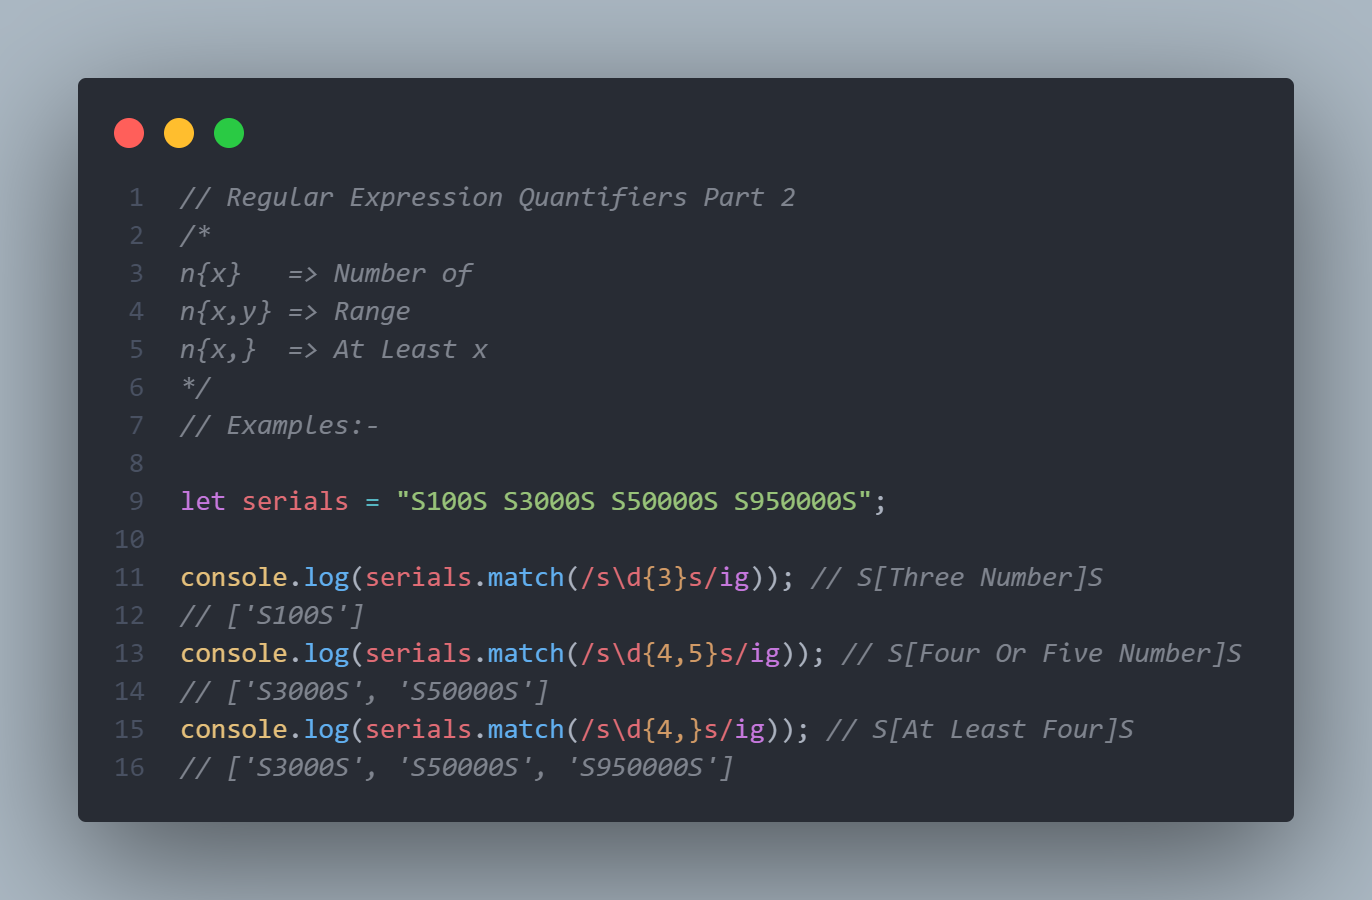 1 // Regular Expression Quantifiers Part 2
2 /*
3 n{x}   => Number of
4 n{x,y} => Range
5 n{x,}  => At Least x
6 */
7 // Examples:-
8
9 let serials = "S100S S3000S S50000S S950000S";
10
11 console.log(serials.match(/s\d{3}s/ig)); // S[Three Number]S
12 // ['S100S']
13 console.log(serials.match(/s\d{4,5}s/ig)); // S[Four Or Five Number]S
14 // ['S3000S', 'S50000S']
15 console.log(serials.match(/s\d{4,}s/ig)); // S[At Least Four]S
16 // ['S3000S', 'S50000S', 'S950000S']